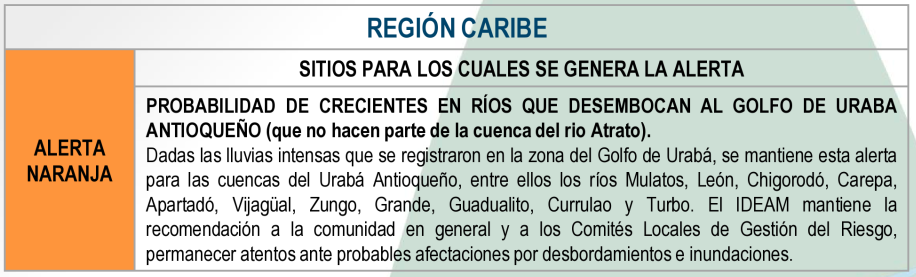 REGIÓN CARIBE
SITIOS PARA LOS CUALES SE GENERA LA ALERTA
ALERTA
NARANJA
PROBABILIDAD DE CRECIENTES EN RÍOS QUE DESEMBOCAN AL GOLFO DE URABA
ANTIOQUEÑO (que no hacen parte de la cuenca del rio Atrato).
Dadas las lluvias intensas que se registraron en la zona del Golfo de Urabá, se mantiene esta alerta
para las cuencas del Urabá Antioqueño, entre ellos los ríos Mulatos, León, Chigorodó, Carepa,
Apartadó, Vijagüal, Zungo, Grande, Guadualito, Currulao y Turbo. El IDEAM mantiene la
recomendación a la comunidad en general y a los Comités Locales de Gestión del Riesgo,
permanecer atentos ante probables afectaciones por desbordamientos e inundaciones.